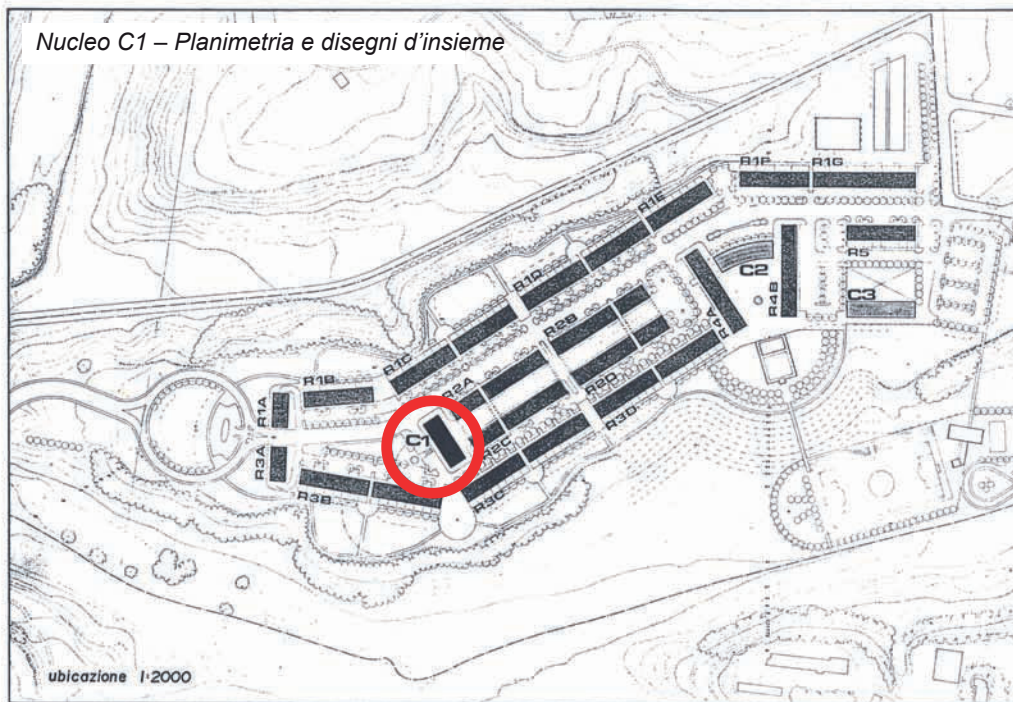 Nucleo C1 – Planimetria e disegni d'insieme
R1F
R1G
R1E
R1D
C2
R4B
R5
C3
R4A
R2B
R1C
R2D
R3D
R2A
R1B
R1A
C1
R2C
R3A
R3B
R3C
ubicazione 1:2000